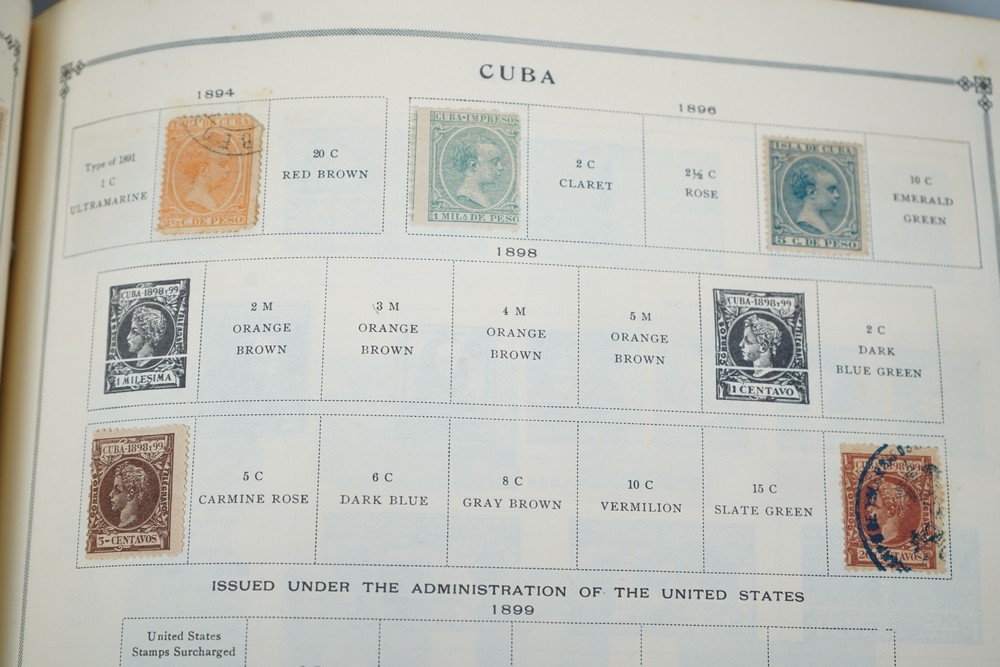 CUBA
1894
1896
Type of 1891
1 C
ULTRAMARINE
C. DE PESO
20 C
RED BROWN
CUBA-IMPRESOS
1 MILA DE PESO
2 C
CLARET
2½ C
ROSE
ISLA DE CUBA
5 C. DE PESO
10 C
EMERALD
GREEN
1898
CUBA-1898 Y 99
1 MILESIMA
2 M
ORANGE
BROWN
3 M
ORANGE
BROWN
4 M
ORANGE
BROWN
5 M
ORANGE
BROWN
CUBA-1898 Y 99
1 CENTAVO
2 C
DARK
BLUE GREEN
CUBA-1898 Y 99
3-CENTAVOS
5 C
CARMINE ROSE
6 C
DARK BLUE
8 C
GRAY BROWN
10 C
VERMILION
15 C
SLATE GREEN
ISSUED UNDER THE ADMINISTRATION OF THE UNITED STATES
1899
United States
Stamps Surcharged